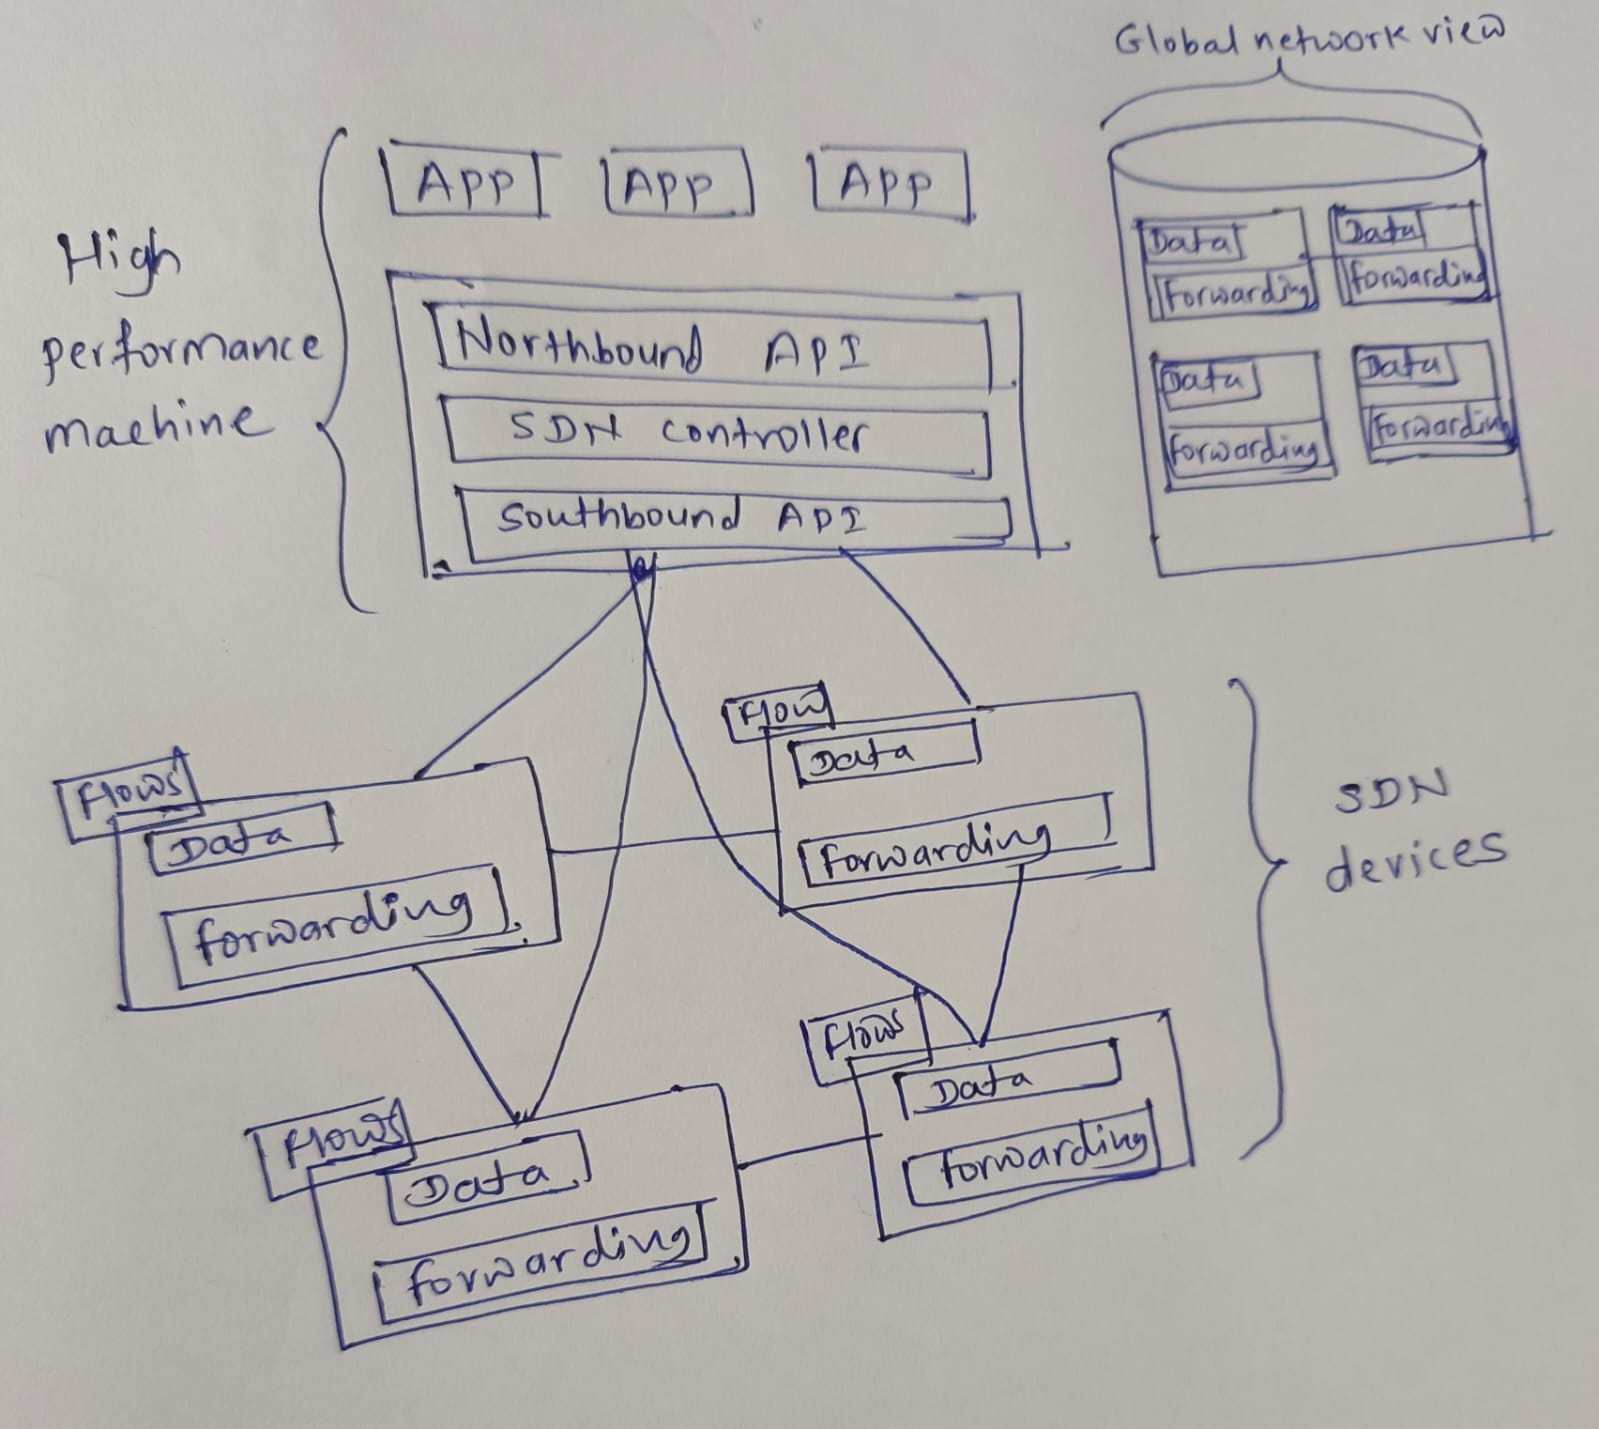 Global network view
APP
APP
APP
High
performance
machine
Northbound API
SDN controller
Southbound API
Data
Data
Forwarding
forwarding
Data
Data
forwarding
Forwarding
Flow
Data
forwarding
SDN
devices
Flows
Data
forwarding
Flows
Data
forwarding
Flows
Data
forwarding